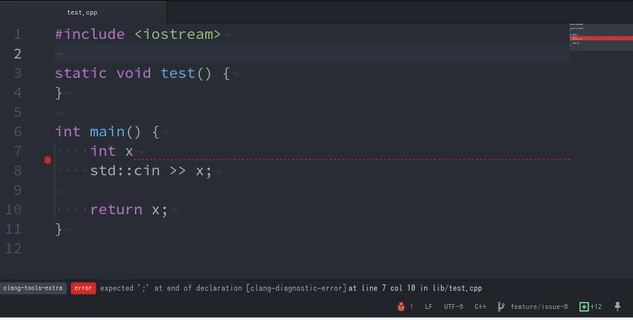 test.cpp
1 #include <iostream>
2
3 static void test() {
4 }
5
6 int main() {
7 int x
8 std::cin >> x;
9
10 return x;
11 }
12
clang-tools-extra error expected ';' at end of declaration [clang-diagnostic-error] at line 7 col 10 in lib/test.cpp
1 LF UTF-8 C++ feature/issue-5 +12